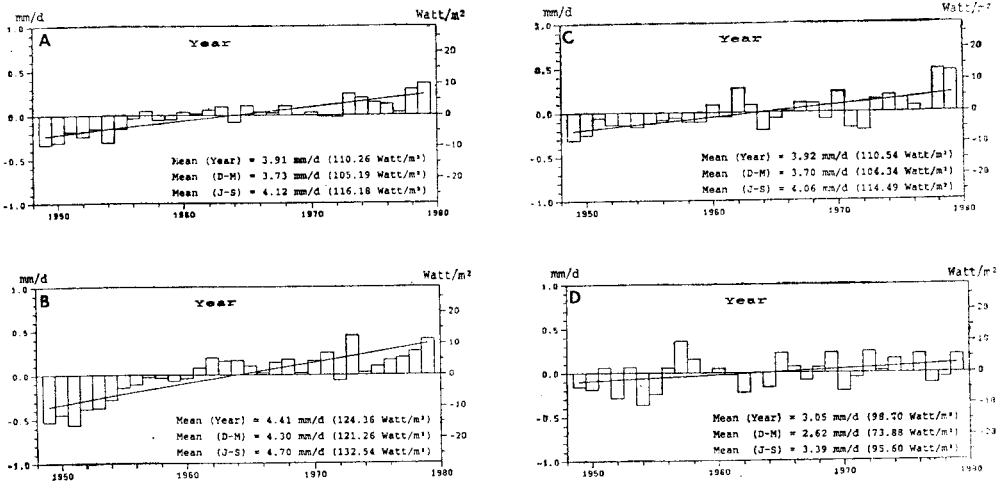 mm/d Watt/m²
A Year
1.0
0.5 20
10
0.0 0
-0.5 -10
-20
-1.0
Mean (Year) = 3.91 mm/d (110.26 Watt/m²)
Mean (D-M) = 3.73 mm/d (105.19 Watt/m²)
Mean (J-S) = 4.12 mm/d (116.18 Watt/m²)
1950 1960 1970 1980
mm/d Watt/m²
C Year
1.0
0.5 20
10
0.0 0
-0.5 -10
-20
-1.0
Mean (Year) = 3.92 mm/d (110.54 Watt/m²)
Mean (D-M) = 3.70 mm/d (104.34 Watt/m²)
Mean (J-S) = 4.06 mm/d (114.49 Watt/m²)
1950 1960 1970 1980
mm/d Watt/m²
B Year
1.0
0.5 20
10
0.0 0
-0.5 -10
-20
-1.0
Mean (Year) = 4.41 mm/d (124.36 Watt/m²)
Mean (D-M) = 4.30 mm/d (121.26 Watt/m²)
Mean (J-S) = 4.70 mm/d (132.54 Watt/m²)
1950 1960 1970 1980
mm/d Watt/m²
D Year
1.0
0.5 20
10
0.0 0
-0.5 -10
-20
-1.0
Mean (Year) = 3.05 mm/d (98.70 Watt/m²)
Mean (D-M) = 2.62 mm/d (73.88 Watt/m²)
Mean (J-S) = 3.39 mm/d (95.60 Watt/m²)
1950 1960 1970 1980